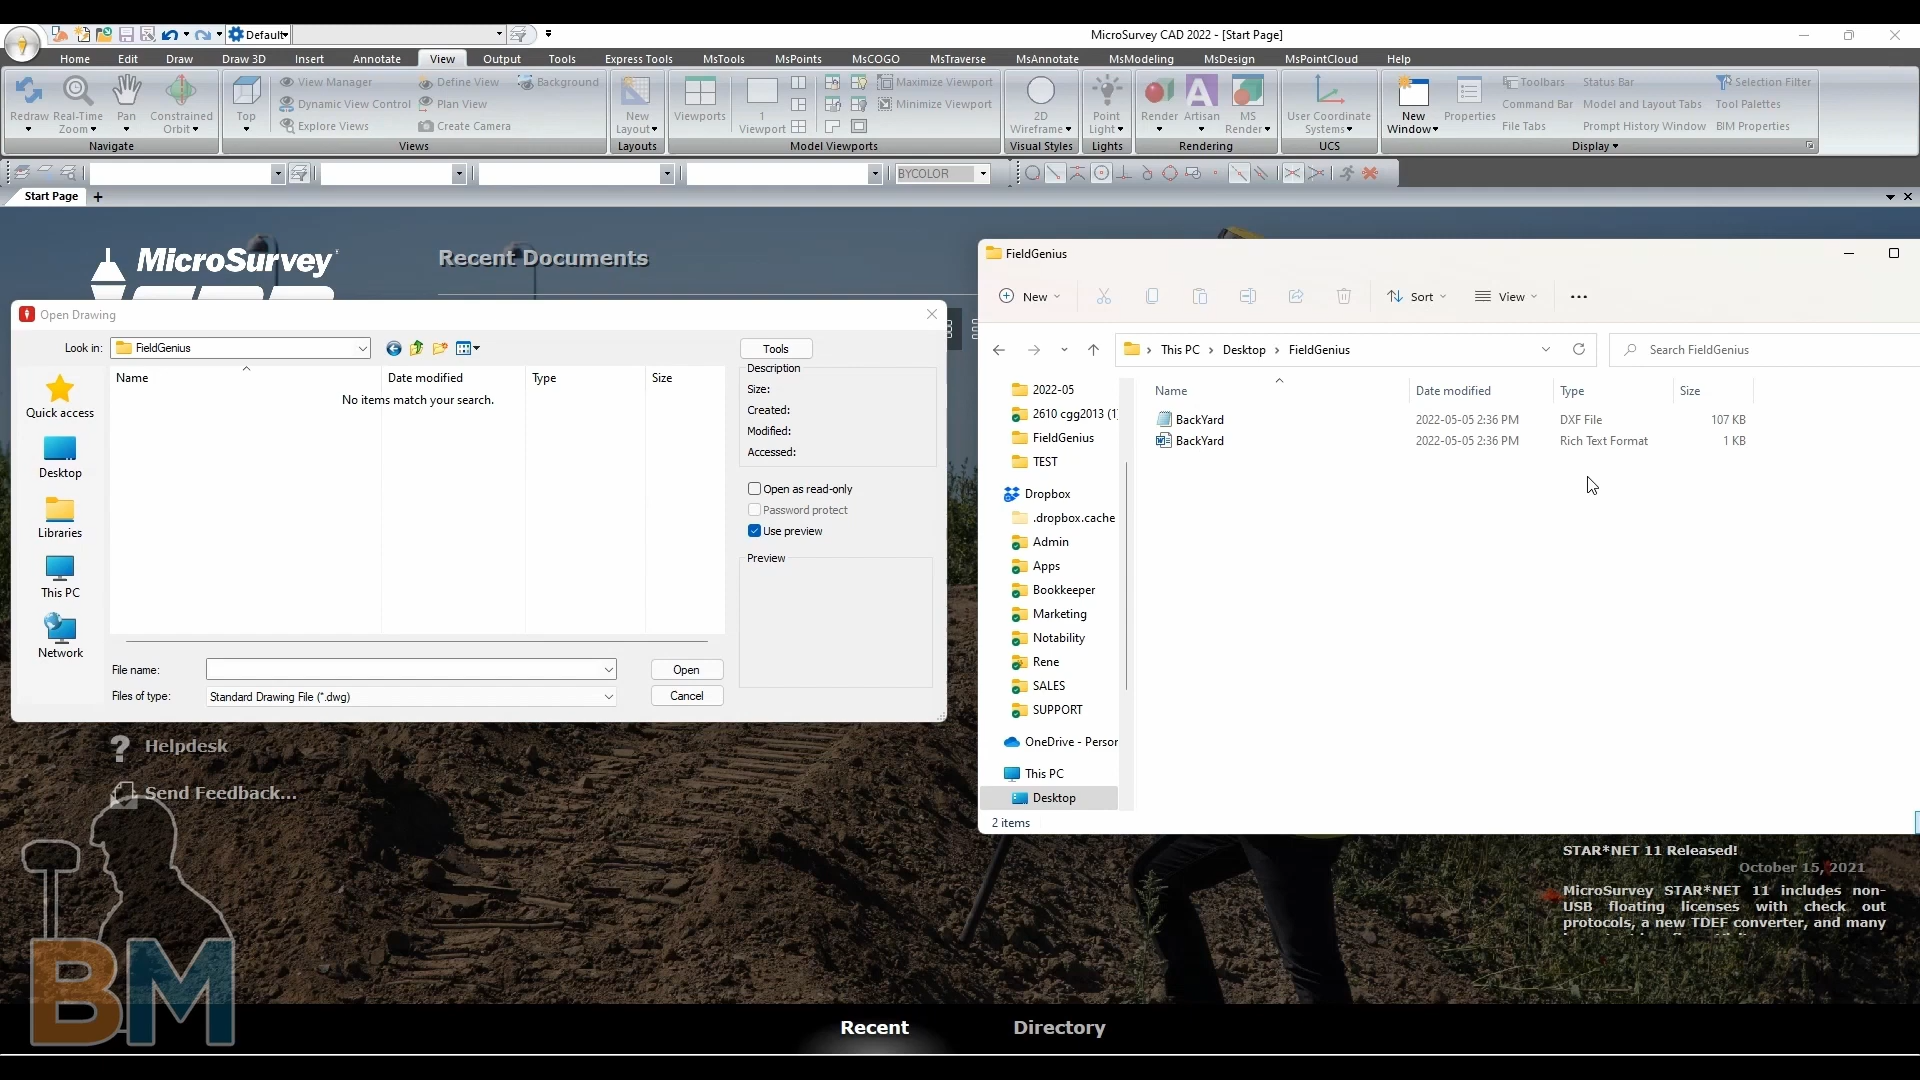 Default
MicroSurvey CAD 2022 - [Start Page]
Home Edit Draw Draw 3D Insert Annotate View Output Tools Express Tools MsTools MsPoints MsCOGO MsTraverse MsAnnotate MsModeling MsDesign MsPointCloud Help
Redraw
Real-Time Zoom
Pan
Constrained Orbit
Navigate
Top
View Manager
Dynamic View Control
Explore Views
Define View
Plan View
Create Camera
Background
Views
New Layout
Layouts
Viewports
1 Viewport
Maximize Viewport
Minimize Viewport
Model Viewports
2D Wireframe
Visual Styles
Point Light
Lights
Render
Artisan
MS Render
Rendering
User Coordinate Systems
UCS
New Window
Properties
Toolbars
Command Bar
File Tabs
Status Bar
Model and Layout Tabs
Prompt History Window
Selection Filter
Tool Palettes
BIM Properties
Display
BYCOLOR
Start Page +
MicroSurvey
Recent Documents
Open Drawing
Look in: FieldGenius
Tools
Name Date modified Type Size
No items match your search.
Quick access
Desktop
Libraries
This PC
Network
Description
Size:
Created:
Modified:
Accessed:
Open as read-only
Password protect
Use preview
Preview
File name: Open
Files of type: Standard Drawing File (*.dwg) Cancel
FieldGenius
New Sort View
This PC > Desktop > FieldGenius
Search FieldGenius
2022-05
2610 cgg2013 (1)
FieldGenius
TEST
Dropbox
.dropbox.cache
Admin
Apps
Bookkeeper
Marketing
Notability
Rene
SALES
SUPPORT
OneDrive - Person
This PC
Desktop
Name Date modified Type Size
BackYard 2022-05-05 2:36 PM DXF File 107 KB
BackYard 2022-05-05 2:36 PM Rich Text Format 1 KB
2 items
Helpdesk
Send Feedback...
STAR*NET 11 Released!
October 15, 2021
MicroSurvey STAR*NET 11 includes non-
USB floating licenses with check out
protocols, a new TDEF converter, and many
BM
Recent Directory